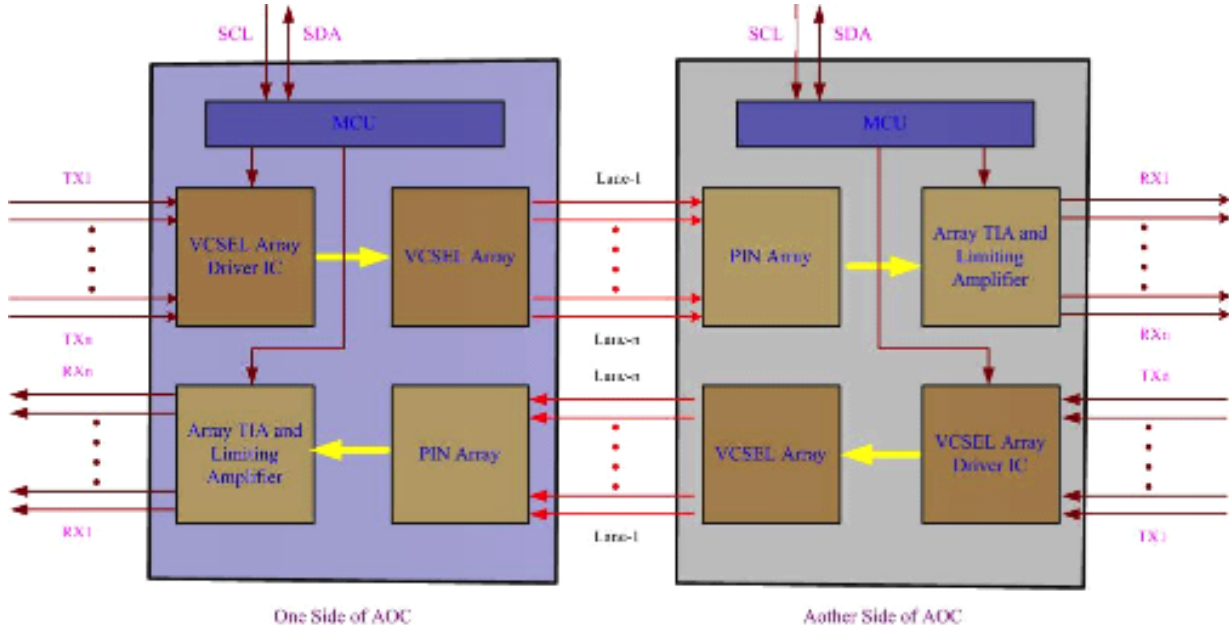 SCL SDA SCL SDA
MCU MCU
TX1 Lane-1 RX1
VCSEL Array
Driver IC
VCSEL Array
PIN Array
Array TIA and
Limiting
Amplifier
TXn Lane-n RXn
RXn Lane-n TXn
Array TIA and
Limiting
Amplifier
PIN Array
VCSEL Array
VCSEL Array
Driver IC
RX1 Lane-1 TX1
One Side of AOC Aother Side of AOC